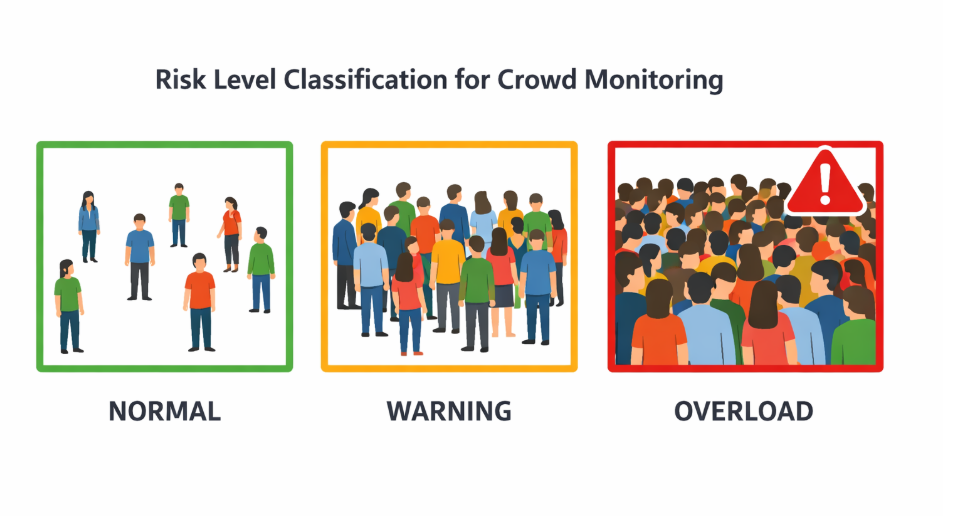 Risk Level Classification for Crowd Monitoring
NORMAL
WARNING
OVERLOAD